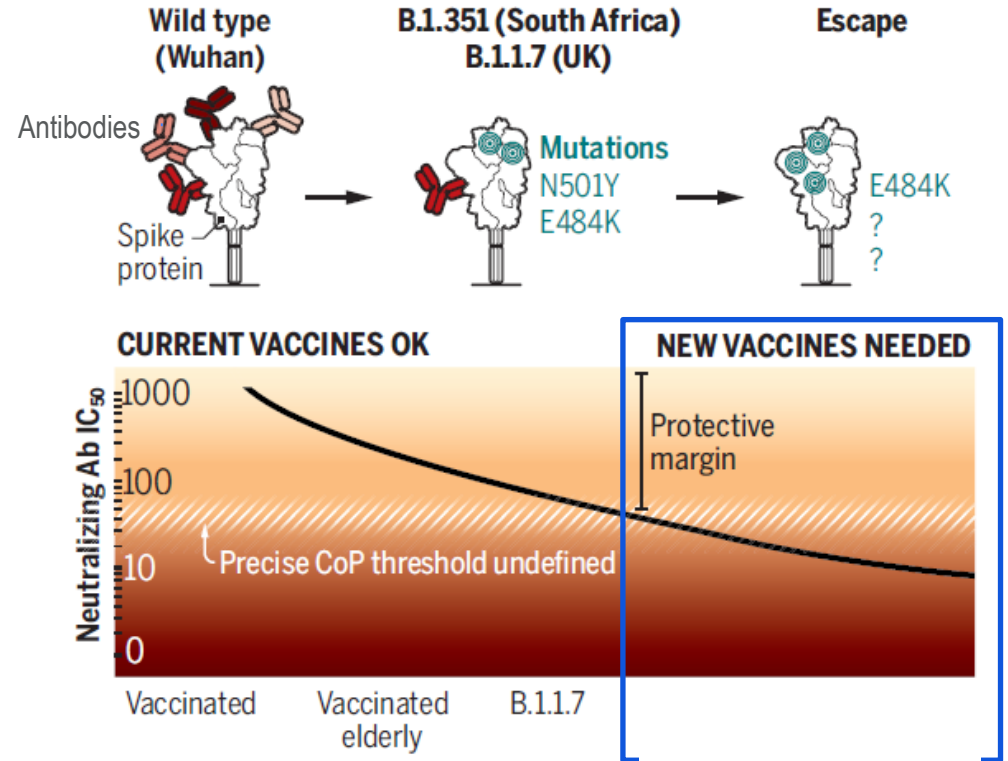 Wild type
(Wuhan)
B.1.351 (South Africa)
B.1.1.7 (UK)
Escape
Antibodies
Mutations
N501Y
E484K
E484K
?
?
Spike
protein
CURRENT VACCINES OK
NEW VACCINES NEEDED
Neutralizing Ab IC50
1000
100
10
0
Protective
margin
Precise CoP threshold undefined
Vaccinated
Vaccinated
elderly
B.1.1.7